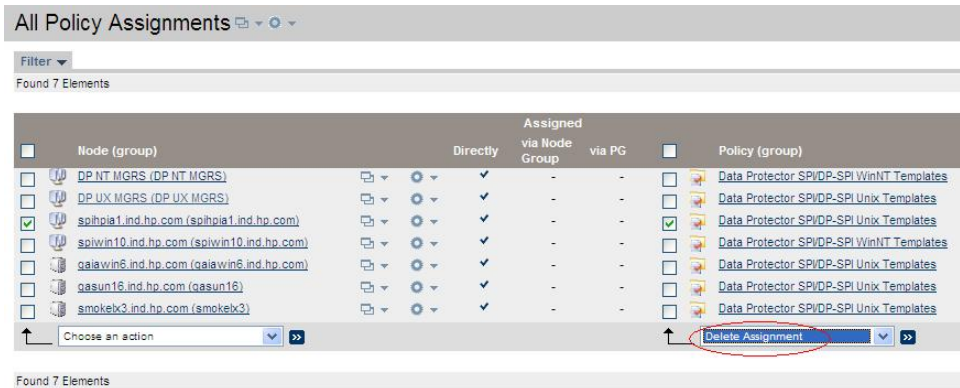 All Policy Assignments
Filter
Found 7 Elements
Assigned
Node (group) Directly via Node Group via PG Policy (group)
DP NT MGRS (DP NT MGRS) - - Data Protector SPI/DP-SPI WinNT Templates
DP UX MGRS (DP UX MGRS) - - Data Protector SPI/DP-SPI Unix Templates
spihpia1.ind.hp.com (spihpia1.ind.hp.com) - - Data Protector SPI/DP-SPI Unix Templates
spiwin10.ind.hp.com (spiwin10.ind.hp.com) - - Data Protector SPI/DP-SPI WinNT Templates
gaiawin6.ind.hp.com (gaiawin6.ind.hp.com) - - Data Protector SPI/DP-SPI Unix Templates
gasun16.ind.hp.com (gasun16) - - Data Protector SPI/DP-SPI Unix Templates
smokelx3.ind.hp.com (smokelx3) - - Data Protector SPI/DP-SPI Unix Templates
Choose an action Delete Assignment
Found 7 Elements